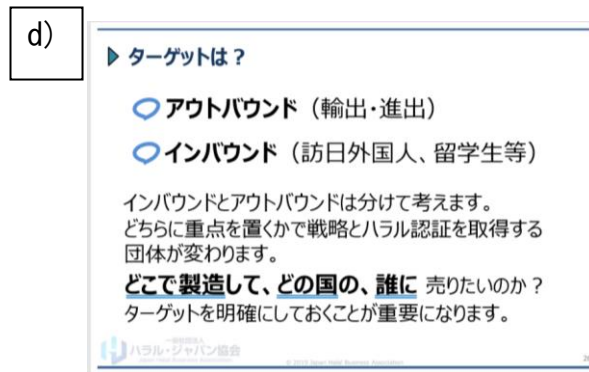 d)
ターゲットは？
アウトバウンド（輸出・進出）
インバウンド（訪日外国人、留学生等）
インバウンドとアウトバウンドは分けて考えます。
どちらに重点を置くかで戦略とハラル認証を取得する
団体が変わります。
どこで製造して、どの国の、誰に 売りたいのか？
ターゲットを明確にしておくことが重要になります。
一般社団法人
ハラル・ジャパン協会